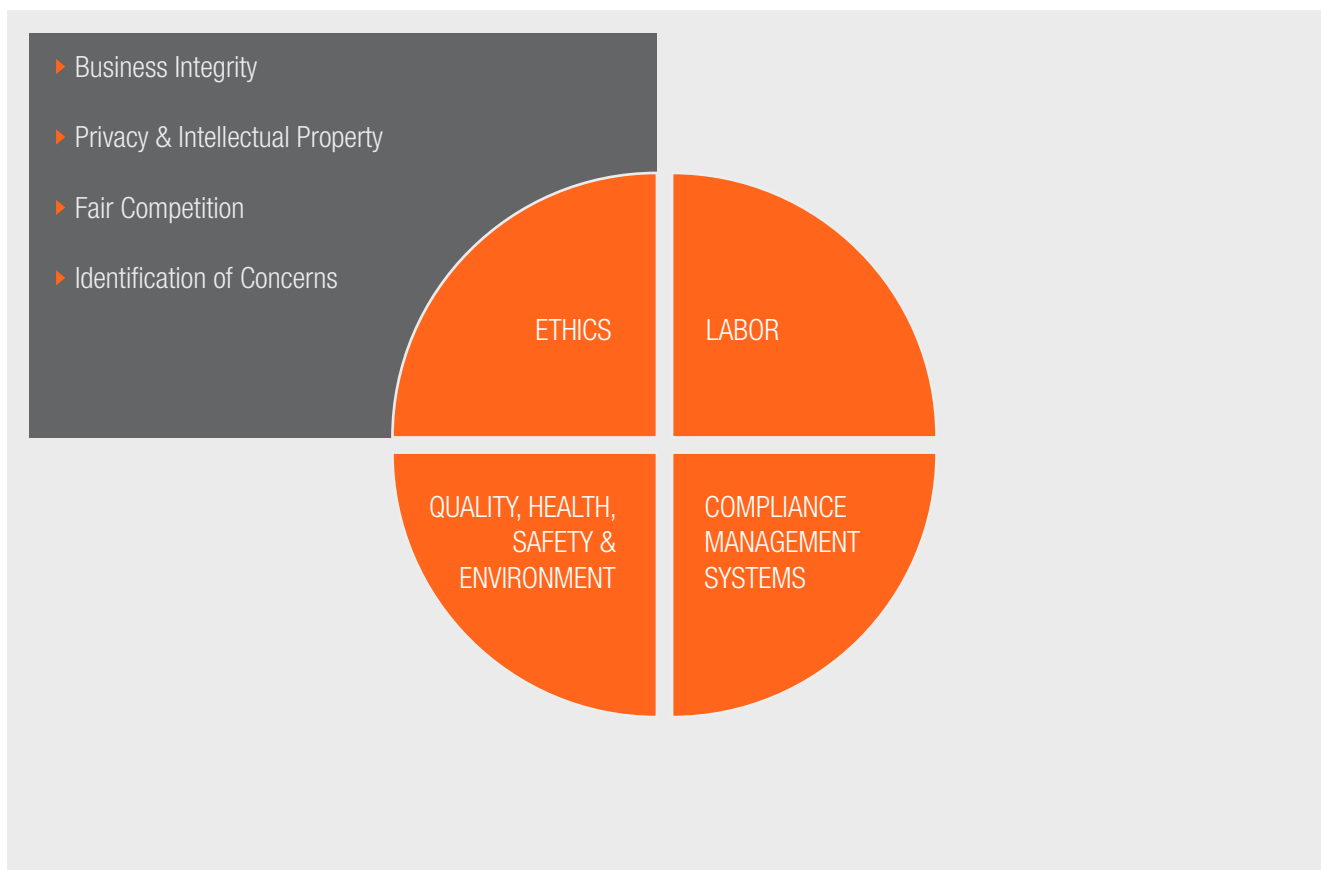 Business Integrity
Privacy & Intellectual Property
Fair Competition
Identification of Concerns
ETHICS
LABOR
QUALITY, HEALTH,
SAFETY &
ENVIRONMENT
COMPLIANCE
MANAGEMENT
SYSTEMS